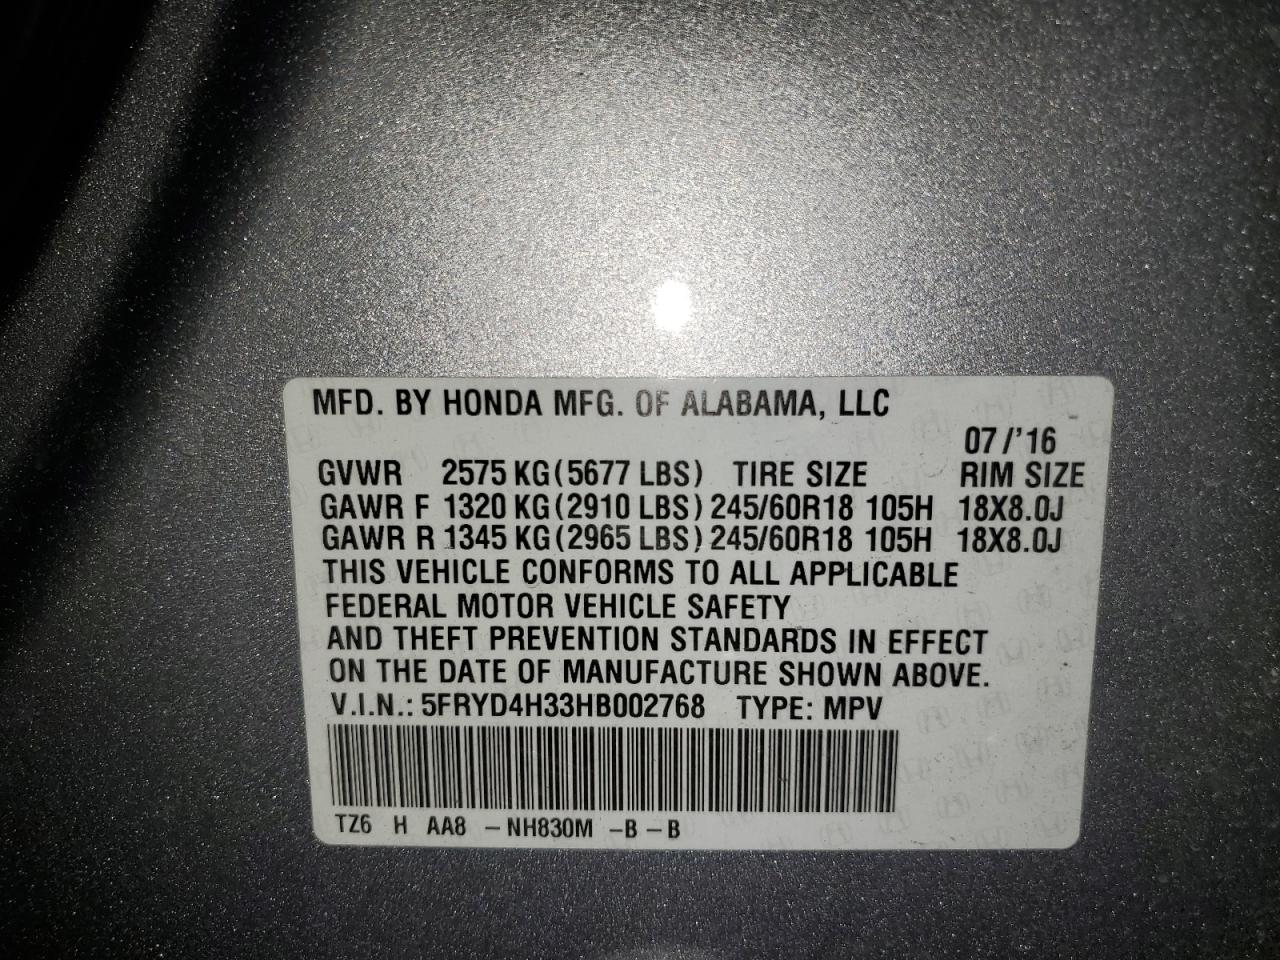 MFD. BY HONDA MFG. OF ALABAMA, LLC
07/'16
GVWR 2575 KG (5677 LBS) TIRE SIZE RIM SIZE
GAWR F 1320 KG (2910 LBS) 245/60R18 105H 18X8.0J
GAWR R 1345 KG (2965 LBS) 245/60R18 105H 18X8.0J
THIS VEHICLE CONFORMS TO ALL APPLICABLE
FEDERAL MOTOR VEHICLE SAFETY
AND THEFT PREVENTION STANDARDS IN EFFECT
ON THE DATE OF MANUFACTURE SHOWN ABOVE.
V.I.N.: 5FRYD4H33HB002768 TYPE: MPV
TZ6 H AA8 - NH830M - B - B